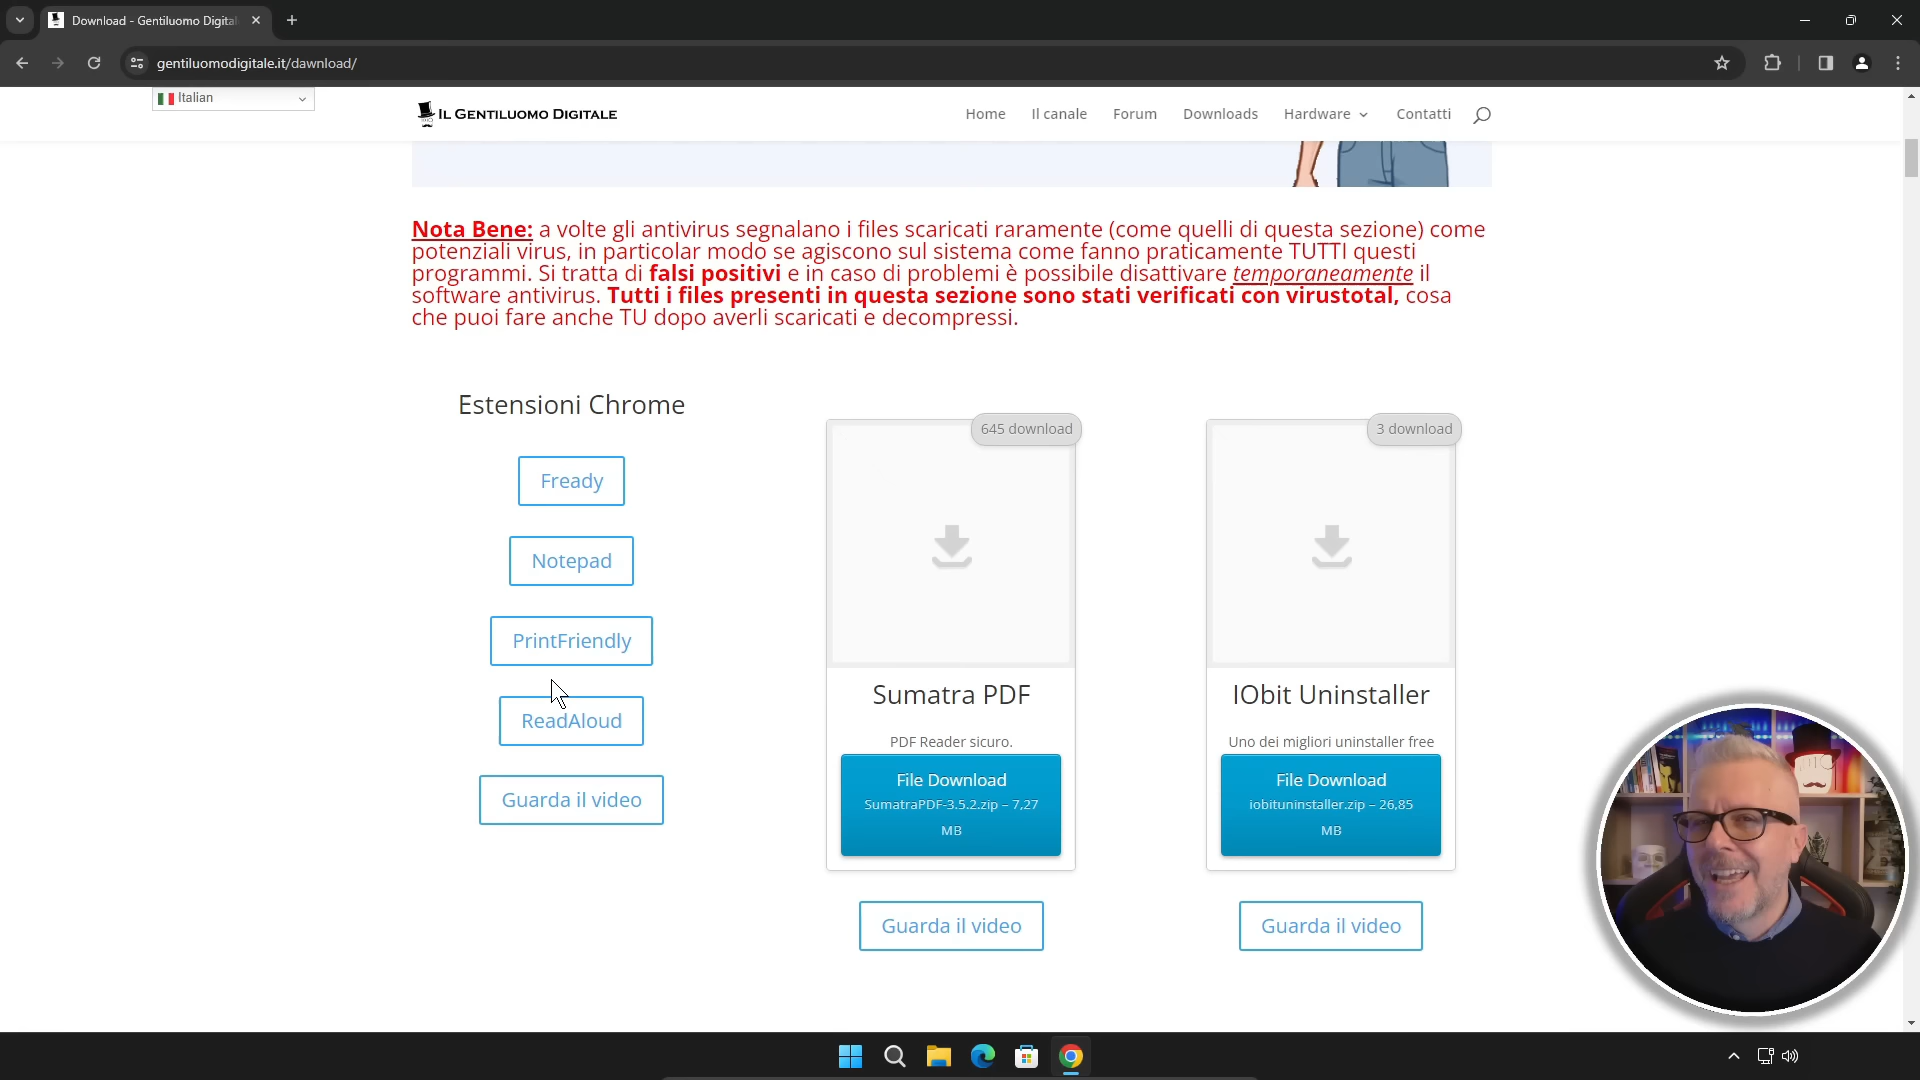 Download - Gentiluomo Digita
gentiluomodigitale.it/dawnload/
Italian
IL GENTILUOMO DIGITALE
Home
Il canale
Forum
Downloads
Hardware
Contatti
Nota Bene: a volte gli antivirus segnalano i files scaricati raramente (come quelli di questa sezione) come
potenziali virus, in particolar modo se agiscono sul sistema come fanno praticamente TUTTI questi
programmi. Si tratta di falsi positivi e in caso di problemi è possibile disattivare temporaneamente il
software antivirus. Tutti i files presenti in questa sezione sono stati verificati con virustotal, cosa
che puoi fare anche TU dopo averli scaricati e decompressi.
Estensioni Chrome
Fready
Notepad
PrintFriendly
ReadAloud
Guarda il video
645 download
Sumatra PDF
PDF Reader sicuro.
File Download
SumatraPDF-3.5.2.zip – 7,27
MB
Guarda il video
3 download
IObit Uninstaller
Uno dei migliori uninstaller free
File Download
iobituninstaller.zip – 26,85
MB
Guarda il video